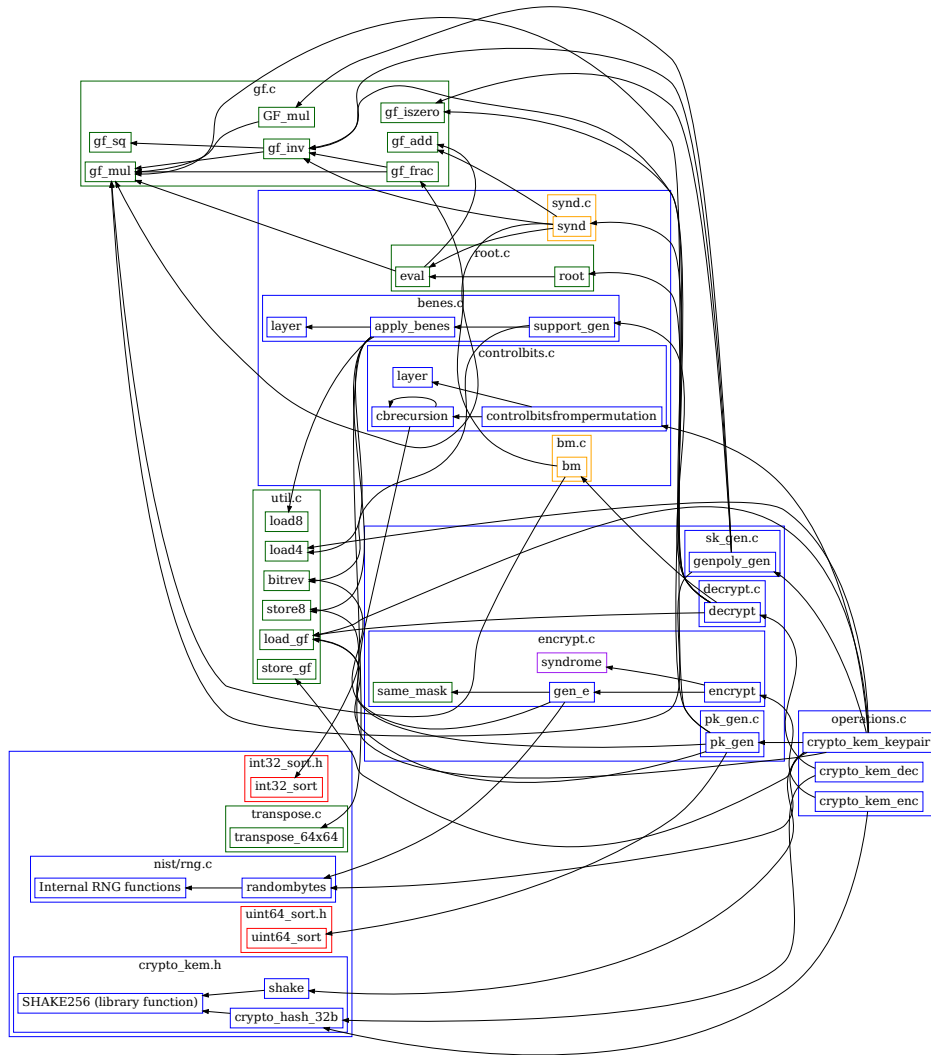 gf.c
GF_mul
gf_iszero
gf_sq
gf_inv
gf_add
gf_mul
gf_frac
synd.c
synd
root.c
eval
root
benes.c
layer
apply_benes
support_gen
controlbits.c
layer
cbrecursion
controlbitsfrompermutation
bm.c
bm
util.c
load8
load4
bitrev
store8
load_gf
store_gf
sk_gen.c
genpoly_gen
decrypt.c
decrypt
encrypt.c
syndrome
same_mask
gen_e
encrypt
pk_gen.c
pk_gen
operations.c
crypto_kem_keypair
crypto_kem_dec
crypto_kem_enc
int32_sort.h
int32_sort
transpose.c
transpose_64x64
nist/rng.c
Internal RNG functions
randombytes
uint64_sort.h
uint64_sort
crypto_kem.h
shake
SHAKE256 (library function)
crypto_hash_32b